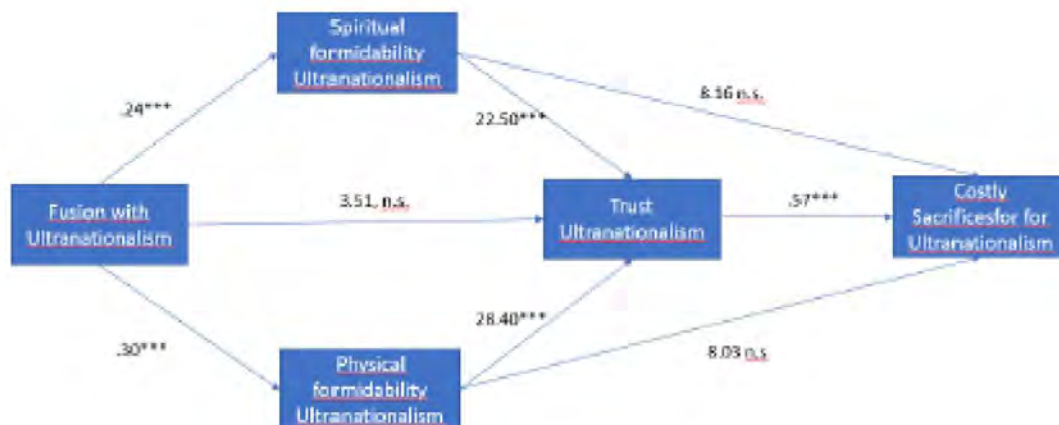 Spiritual
formidability
Ultranationalism
8.16 n.s.
.24***
22.50***
Fusion with
Ultranationalism
3.51, n.s.
Trust
Ultranationalism
.57***
Costly
Sacrificesfor for
Ultranationalism
.30***
28.40***
8.03 n.s
Physical
formidability
Ultranationalism